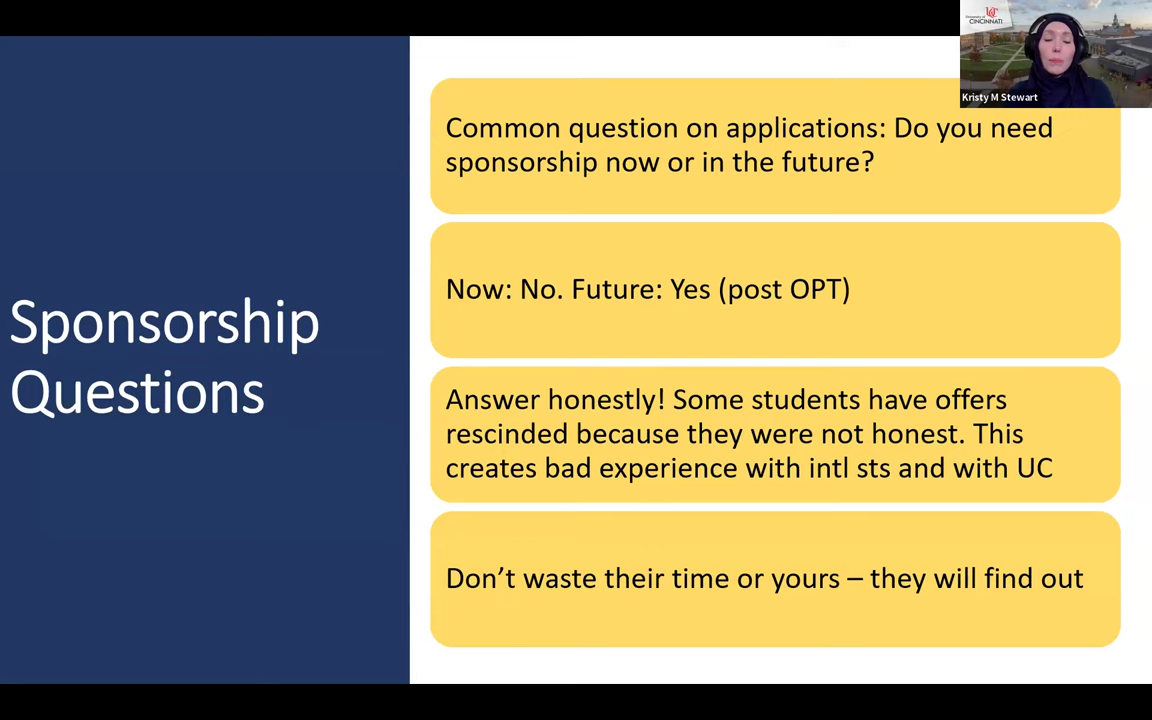 University of
CINCINNATI
Kristy M Stewart
Sponsorship
Questions
Common question on applications: Do you need
sponsorship now or in the future?
Now: No. Future: Yes (post OPT)
Answer honestly! Some students have offers
rescinded because they were not honest. This
creates bad experience with intl sts and with UC
Don’t waste their time or yours – they will find out